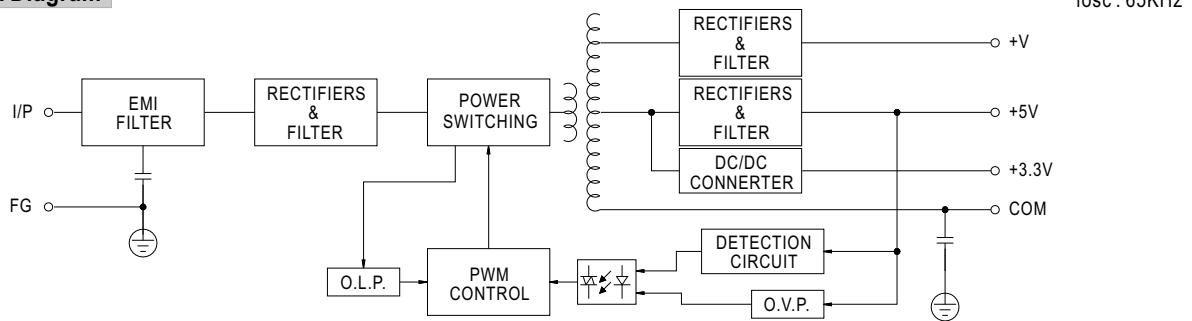 Diagram
fosc : 65KHz
RECTIFIERS
&
FILTER
+V
I/P
EMI
FILTER
RECTIFIERS
&
FILTER
POWER
SWITCHING
RECTIFIERS
&
FILTER
+5V
DC/DC
CONNERTER
+3.3V
FG
COM
DETECTION
CIRCUIT
O.L.P.
PWM
CONTROL
O.V.P.